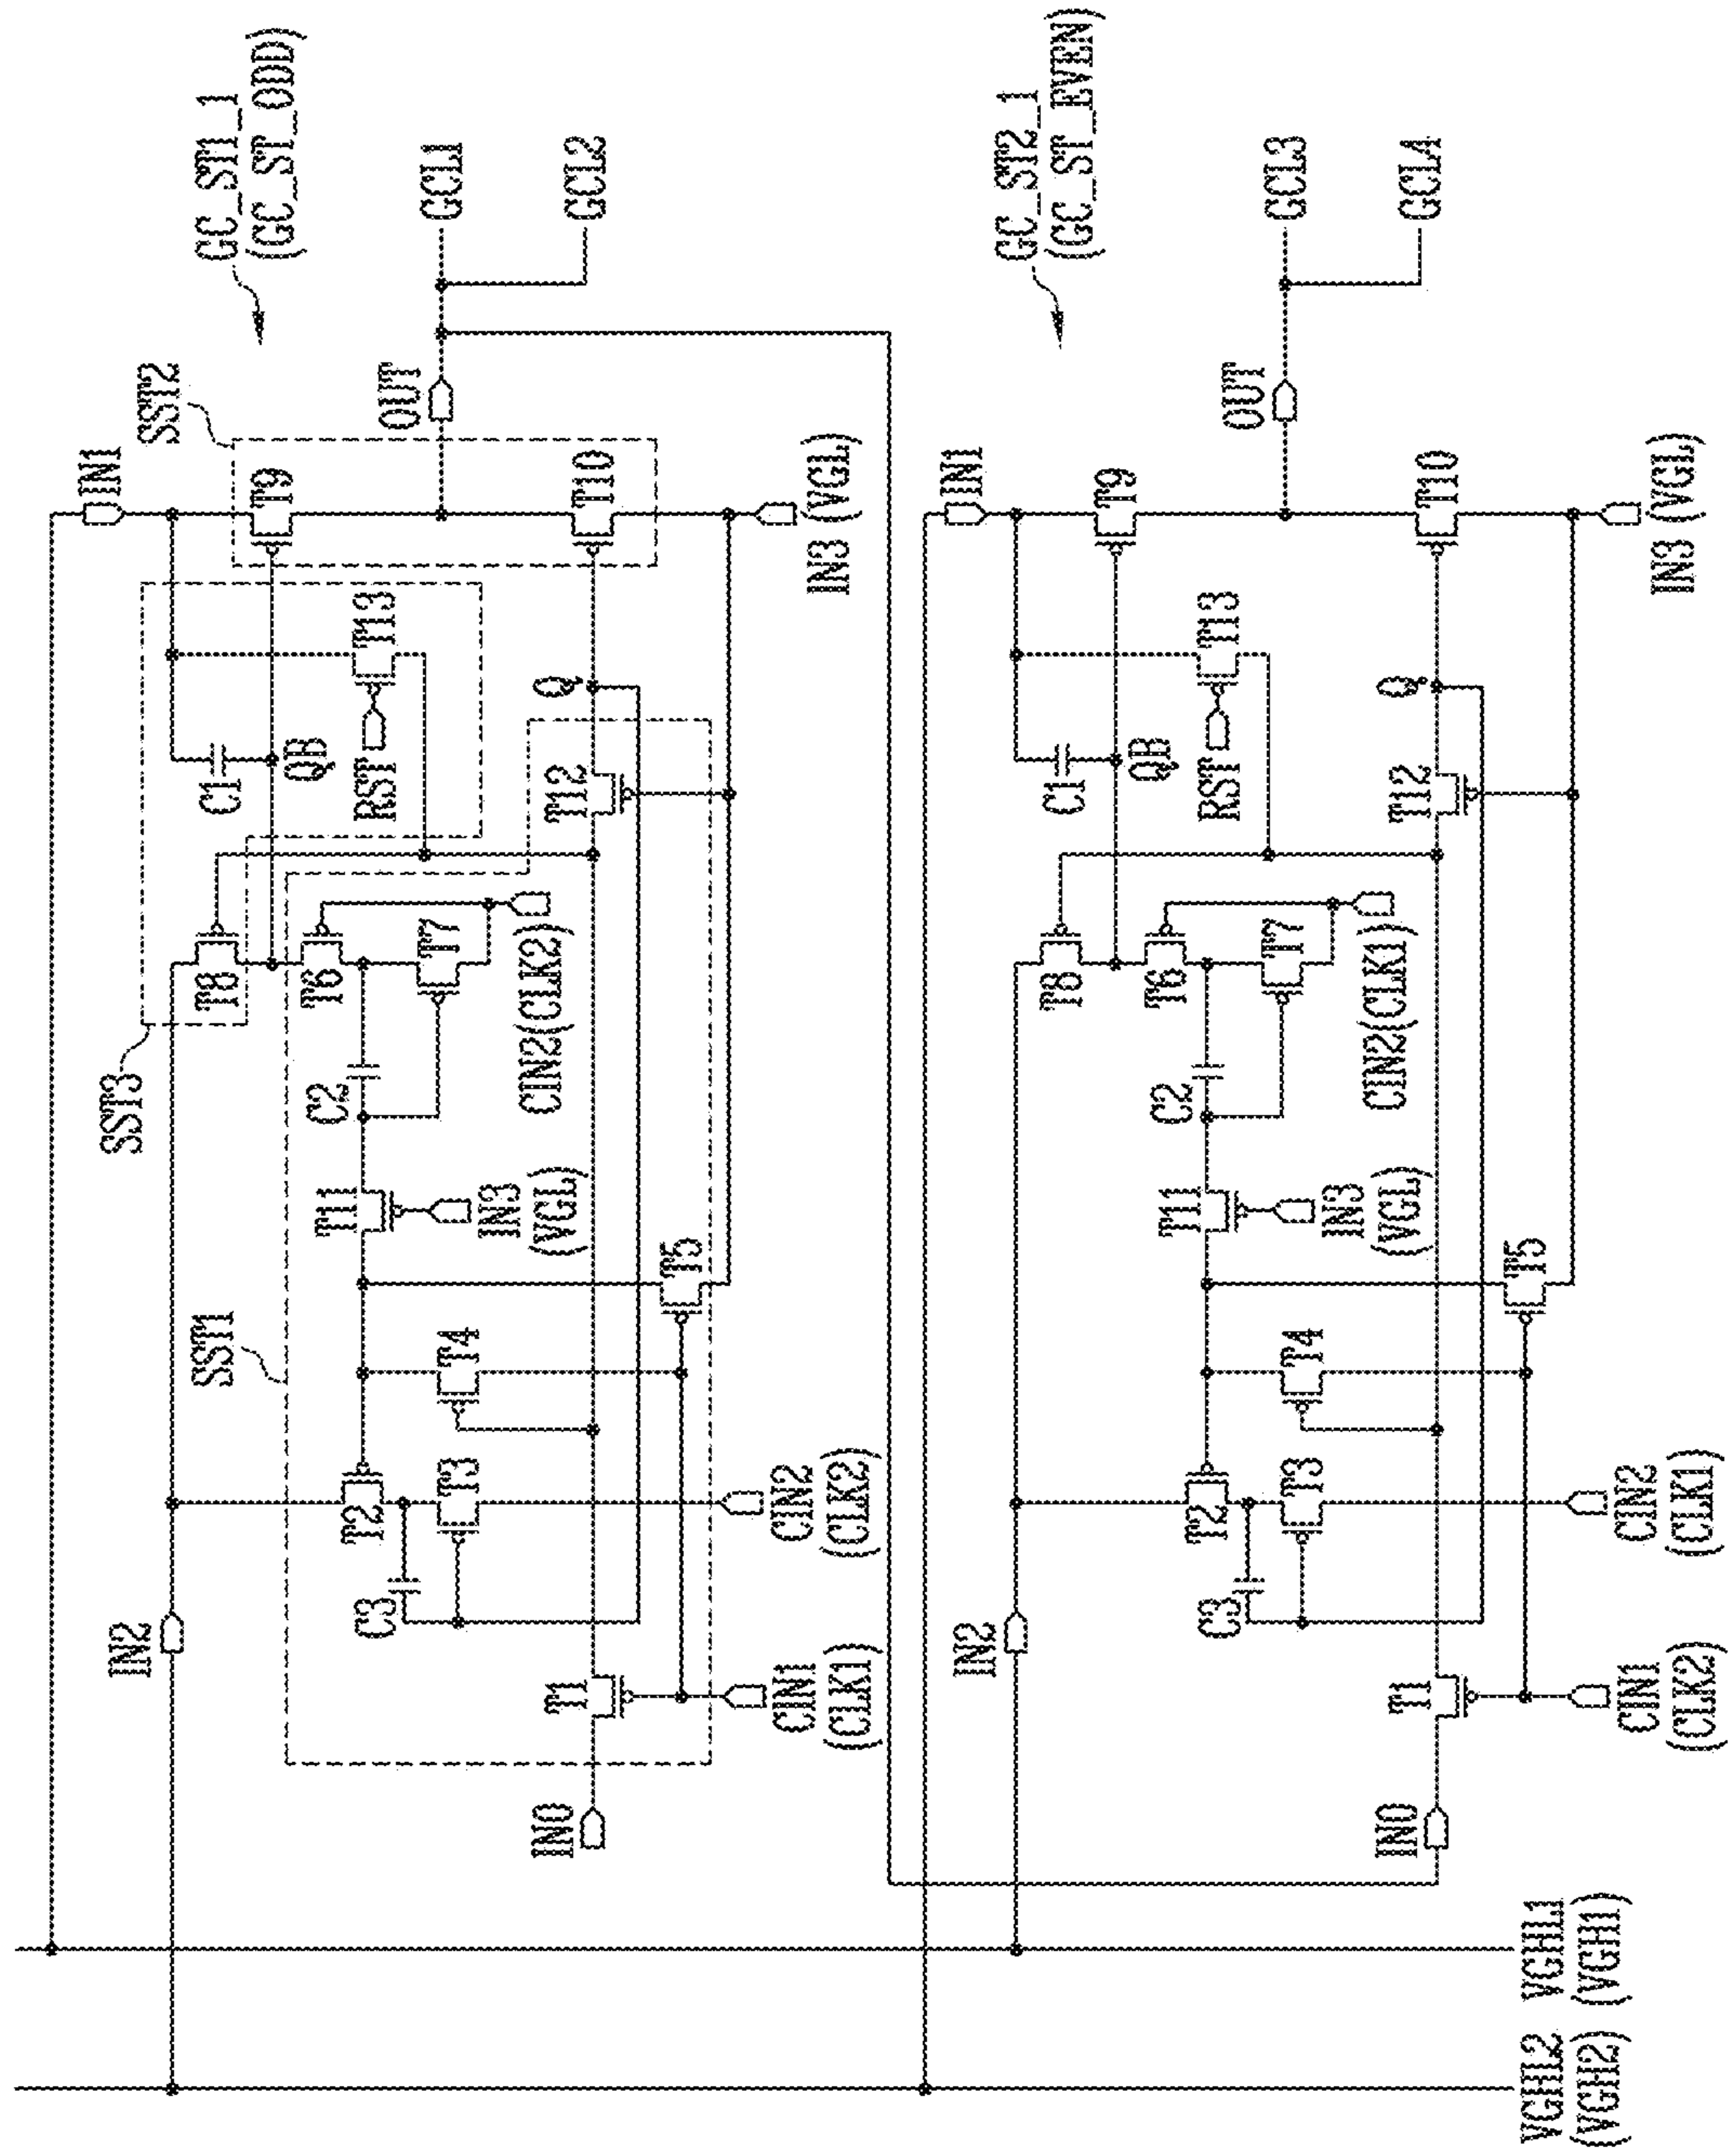 GC_ST1_1
(GC_ST_ODD)
SST2
IN1
T9
OUT
GCL1
GCL2
T10
IN3 (VGL)
SST3
C1
QB
RST
T13
Q
T12
T8
T6
T7
CIN2(CLK2)
C2
T11
IN3
(VGL)
SST1
T5
T4
T2
T3
C3
CIN2
(CLK2)
IN2
T1
CIN1
(CLK1)
IN0
GC_ST2_1
(GC_ST_EVEN)
IN1
T9
OUT
GCL3
GCL4
T10
IN3 (VGL)
C1
QB
RST
T13
Q
T12
T8
T6
T7
CIN2(CLK1)
C2
T11
IN3
(VGL)
T5
T4
T2
T3
C3
CIN2
(CLK1)
IN2
T1
CIN1
(CLK2)
IN0
VGHL1
(VGH1)
VGHL2
(VGH2)